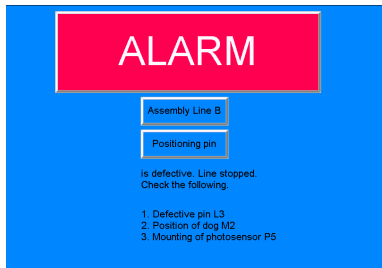 ALARM
Assembly Line B
Positioning pin
is defective. Line stopped.
Check the following.
1. Defective pin L3
2. Position of dog M2
3. Mounting of photosensor P5